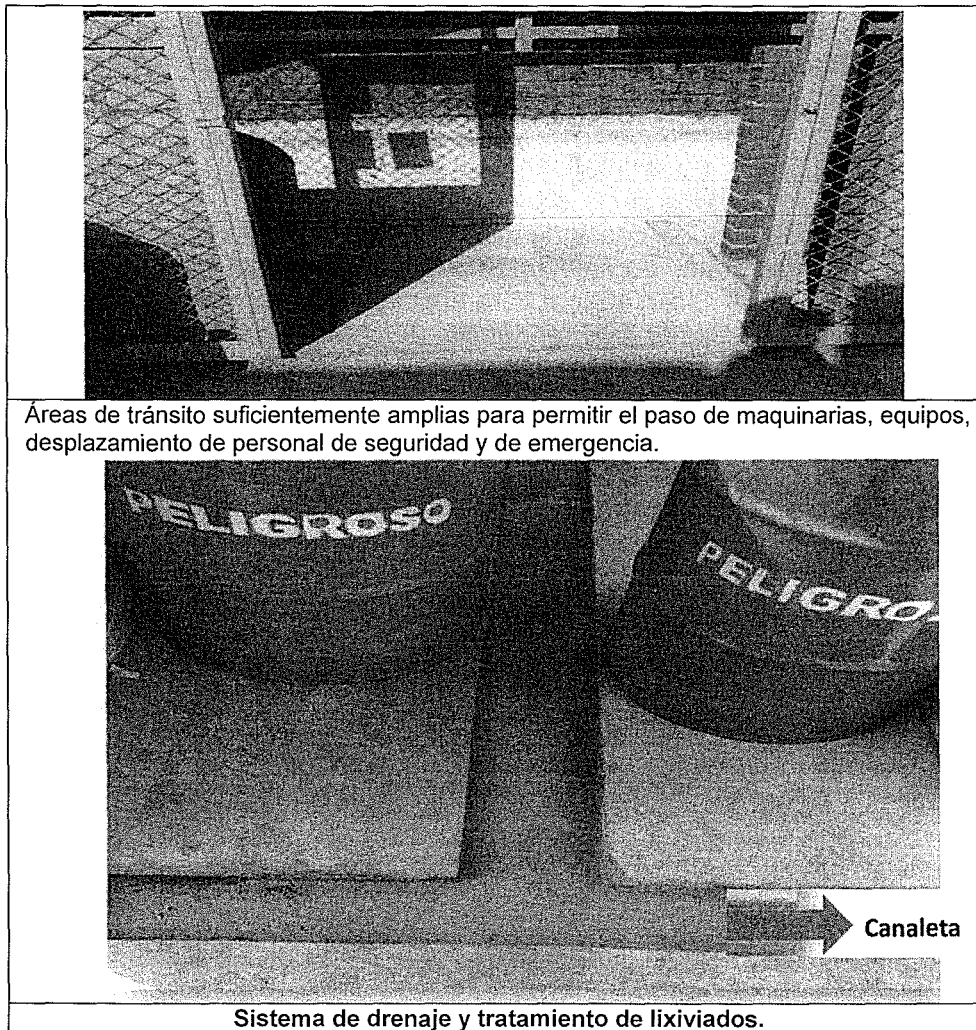 Áreas de tránsito suficientemente amplias para permitir el paso de maquinarias, equipos,
desplazamiento de personal de seguridad y de emergencia.
PELIGROSO
PELIGRO
Canaleta
Sistema de drenaje y tratamiento de lixiviados.